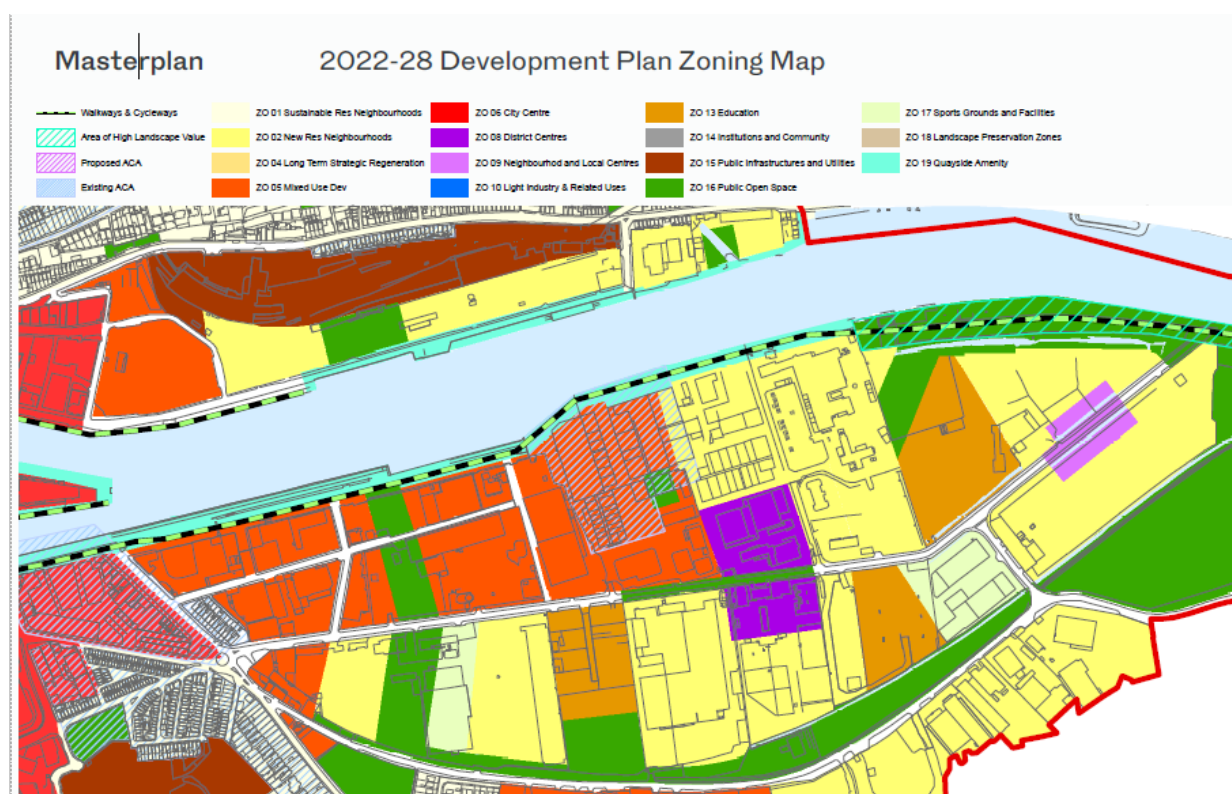 Masterplan 2022-28 Development Plan Zoning Map
Walkways & Cycleways ZO 01 Sustainable Res Neighbourhoods ZO 06 City Centre ZO 13 Education ZO 17 Sports Grounds and Facilities
Area of High Landscape Value ZO 02 New Res Neighbourhoods ZO 08 District Centres ZO 14 Institutions and Community ZO 18 Landscape Preservation Zones
Proposed ACA ZO 04 Long Term Strategic Regeneration ZO 09 Neighbourhod and Local Centres ZO 15 Public Infrastructures and Utilities ZO 19 Quayside Amenity
Existing ACA ZO 05 Mixed Use Dev ZO 10 Light Industry & Related Uses ZO 16 Public Open Space